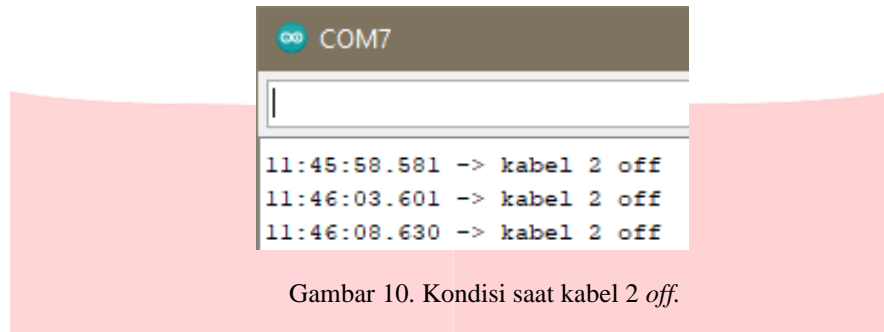 COM7
11:45:58.581 -> kabel 2 off
11:46:03.601 -> kabel 2 off
11:46:08.630 -> kabel 2 off
Gambar 10. Kondisi saat kabel 2 off.